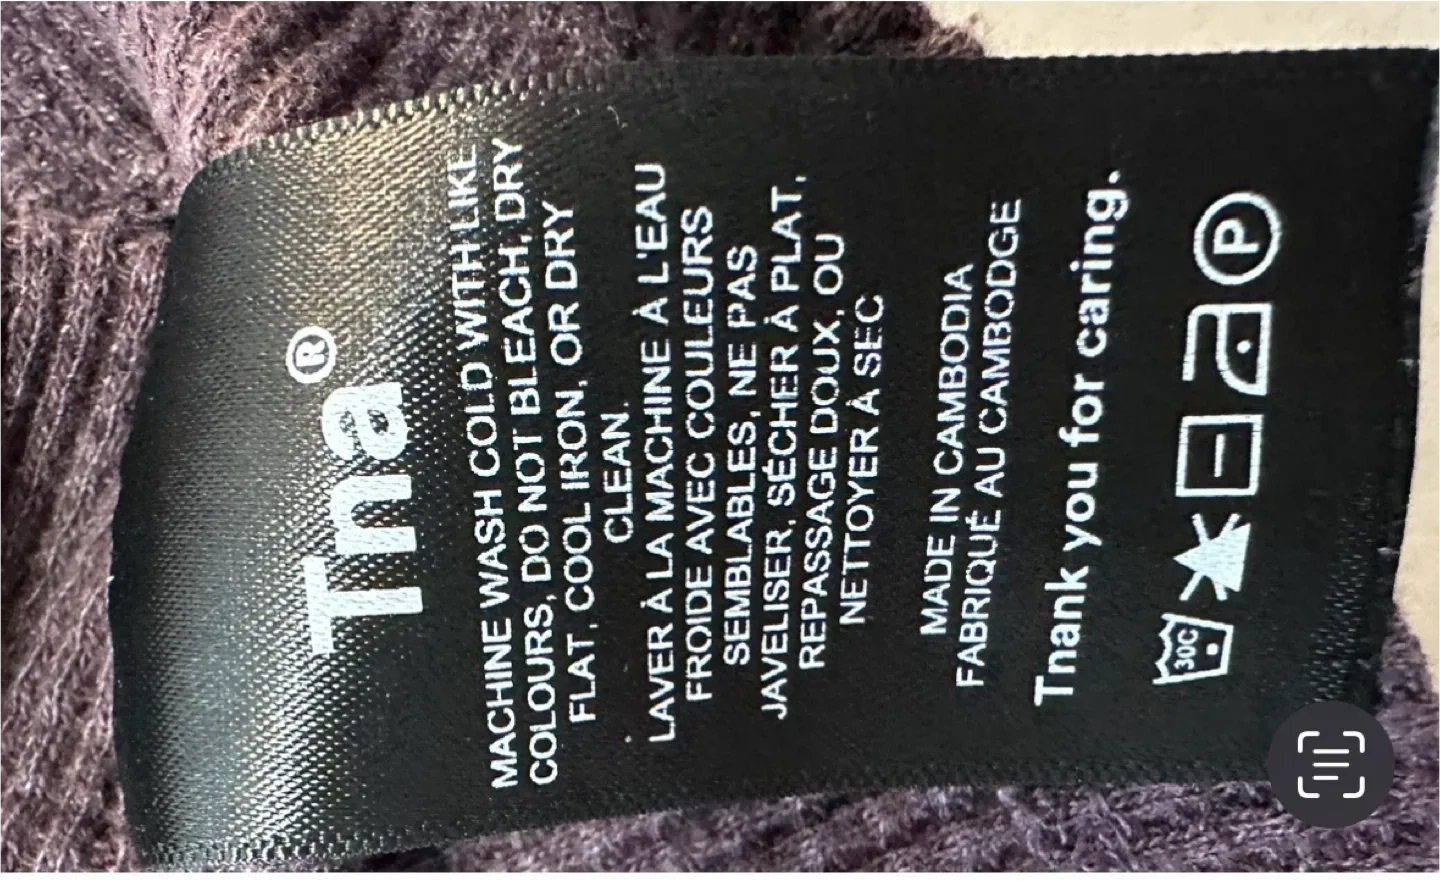 Tna®
MACHINE WASH COLD WITH LIKE
COLOURS, DO NOT BLEACH, DRY
FLAT, COOL IRON, OR DRY
CLEAN.
LAVER À LA MACHINE À L'EAU
FROIDE AVEC COULEURS
SEMBLABLES, NE PAS
JAVELISER, SÉCHER À PLAT,
REPASSAGE DOUX, OU
NETTOYER À SEC
MADE IN CAMBODIA
FABRIQUÉ AU CAMBODGE
Tnank you for caring.
30C P